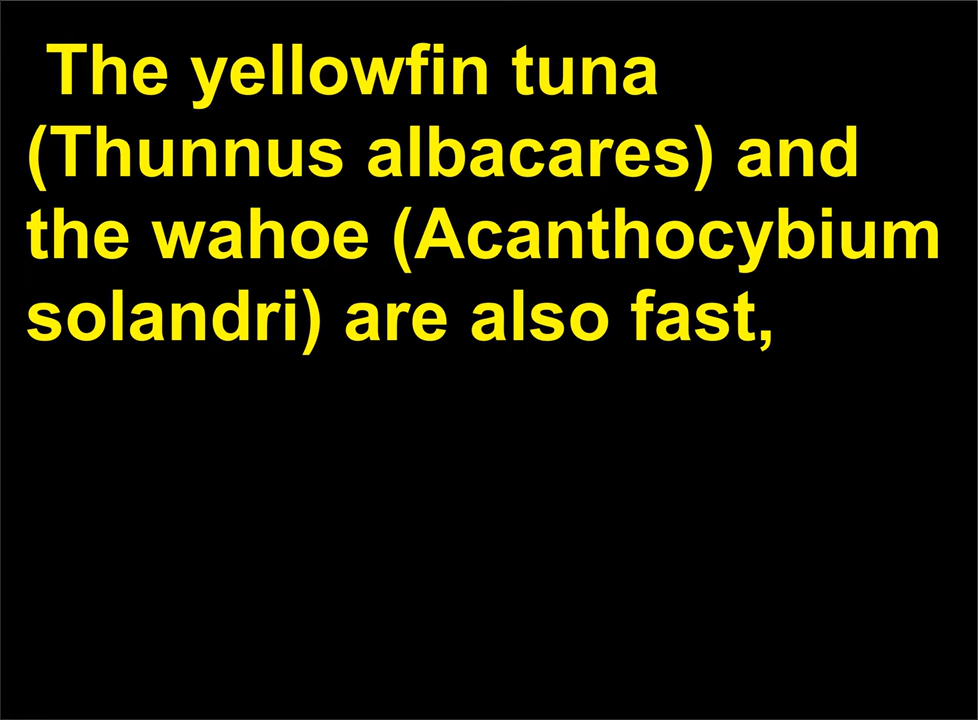 The yellowfin tuna
(Thunnus albacares) and
the wahoe (Acanthocybium
solandri) are also fast,